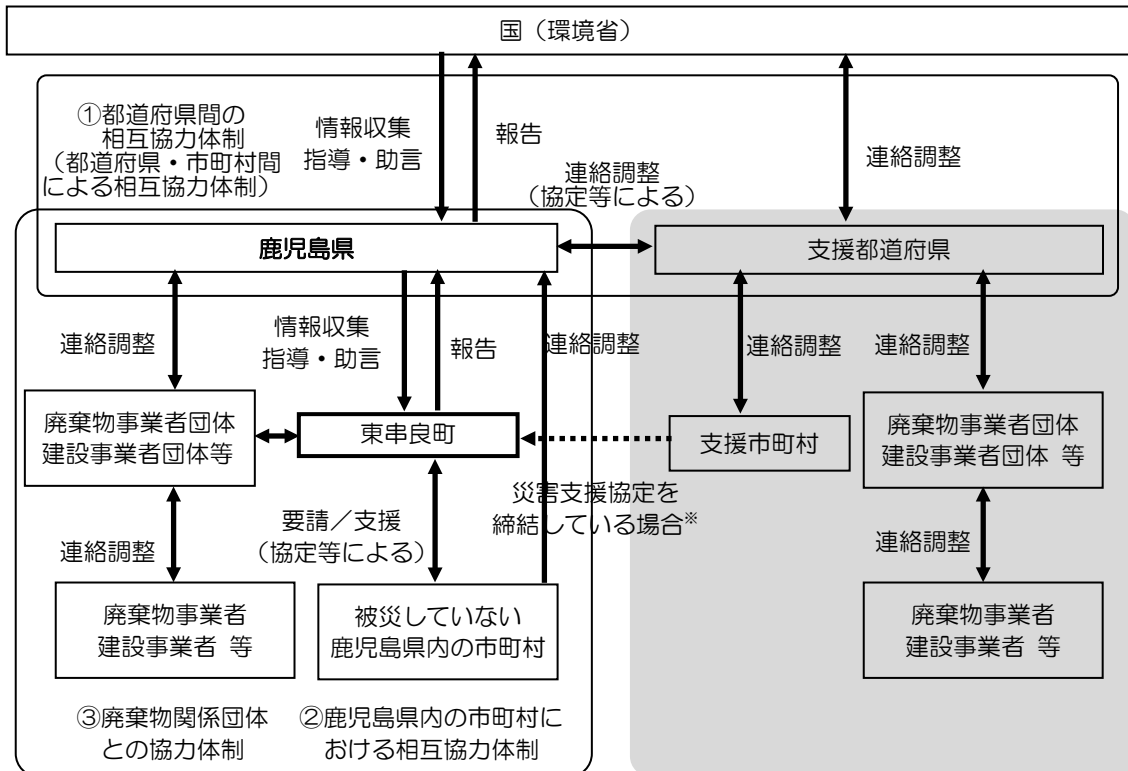 国（環境省）
①都道府県間の
相互協力体制
（都道府県・市町村間
による相互協力体制）
情報収集
指導・助言
報告
連絡調整
（協定等による）
連絡調整
鹿児島県
支援都道府県
連絡調整
情報収集
指導・助言
報告
連絡調整
連絡調整
連絡調整
廃棄物事業者団体
建設事業者団体等
東串良町
支援市町村
廃棄物事業者団体
建設事業者団体 等
災害支援協定を
締結している場合※
連絡調整
要請／支援
（協定等による）
連絡調整
廃棄物事業者
建設事業者 等
被災していない
鹿児島県内の市町村
廃棄物事業者
建設事業者 等
③廃棄物関係団体
との協力体制
②鹿児島県内の市町村に
おける相互協力体制